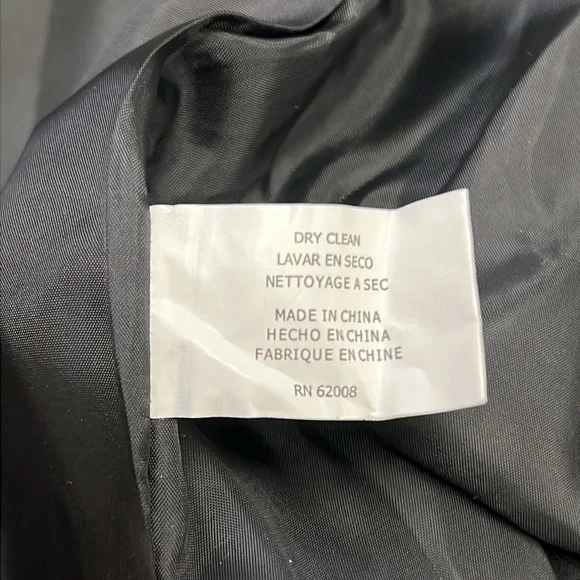 DRY CLEAN
LAVAR EN SECO
NETTOYAGE A SEC
MADE IN CHINA
HECHO EN CHINA
FABRIQUE EN CHINE
RN 62008